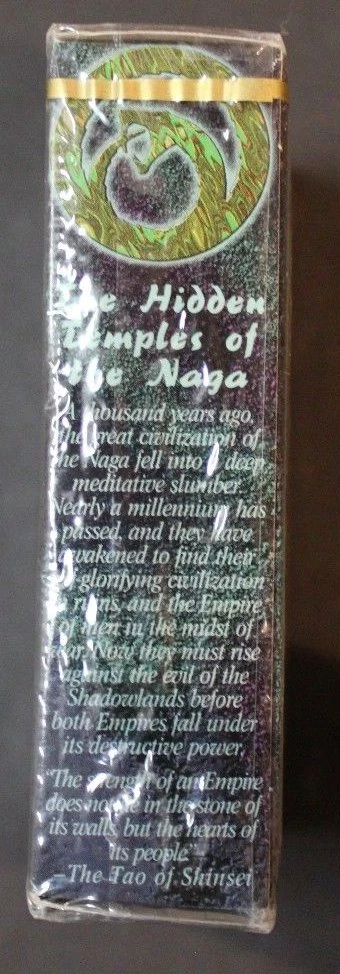 The Hidden
Temples of
the Naga
A thousand years ago,
the great civilization of
the Naga fell into a deep
meditative slumber.
Nearly a millennium has
passed, and they have
awakened to find their
glorifying civilization
ruins, and the Empire
of men in the midst of
war. Now they must rise
against the evil of the
Shadowlands before
both Empires fall under
its destructive power.
"The strength of an Empire
does not lie in the stone of
its walls, but the hearts of
its people"
–The Tao of Shinsei